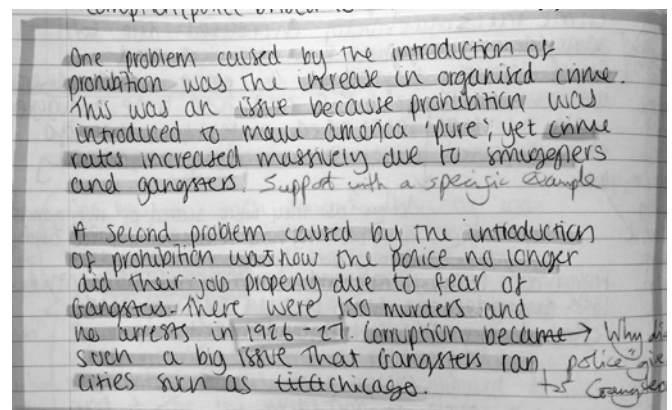 One problem caused by the introduction of
prohibition was the increase in organised crime.
This was an issue because prohibition was
introduced to make america 'pure', yet crime
rates increased massively due to smugglers
and gangsters. Support with a specific example
A second problem caused by the introduction
of prohibition was how the police no longer
did their job properly due to fear of
Gangsters. There were 130 murders and
no arrests in 1926-27. Corruption became → Why
such a big issue that Gangsters ran police
cities such as chicago. to